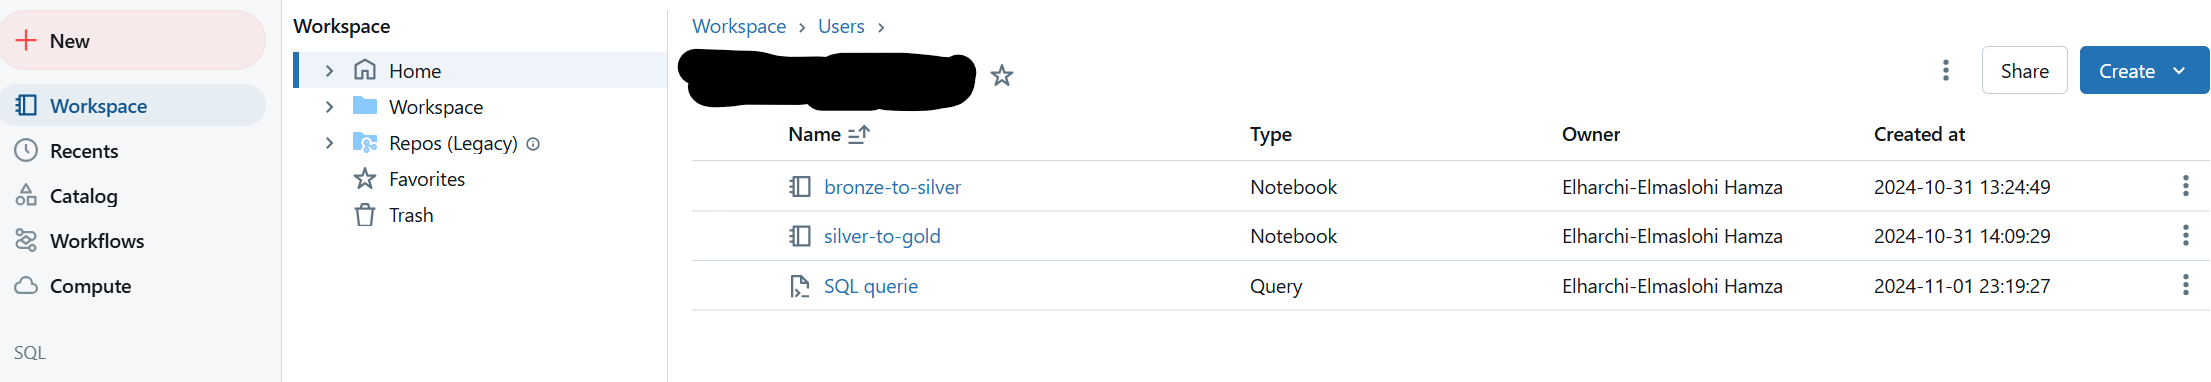 New
Workspace
Recents
Catalog
Workflows
Compute
SQL
Workspace
Home
Workspace
Repos (Legacy)
Favorites
Trash
Workspace > Users >
Share
Create
Name Type Owner Created at
bronze-to-silver Notebook Elharchi-Elmaslohi Hamza 2024-10-31 13:24:49
silver-to-gold Notebook Elharchi-Elmaslohi Hamza 2024-10-31 14:09:29
SQL querie Query Elharchi-Elmaslohi Hamza 2024-11-01 23:19:27